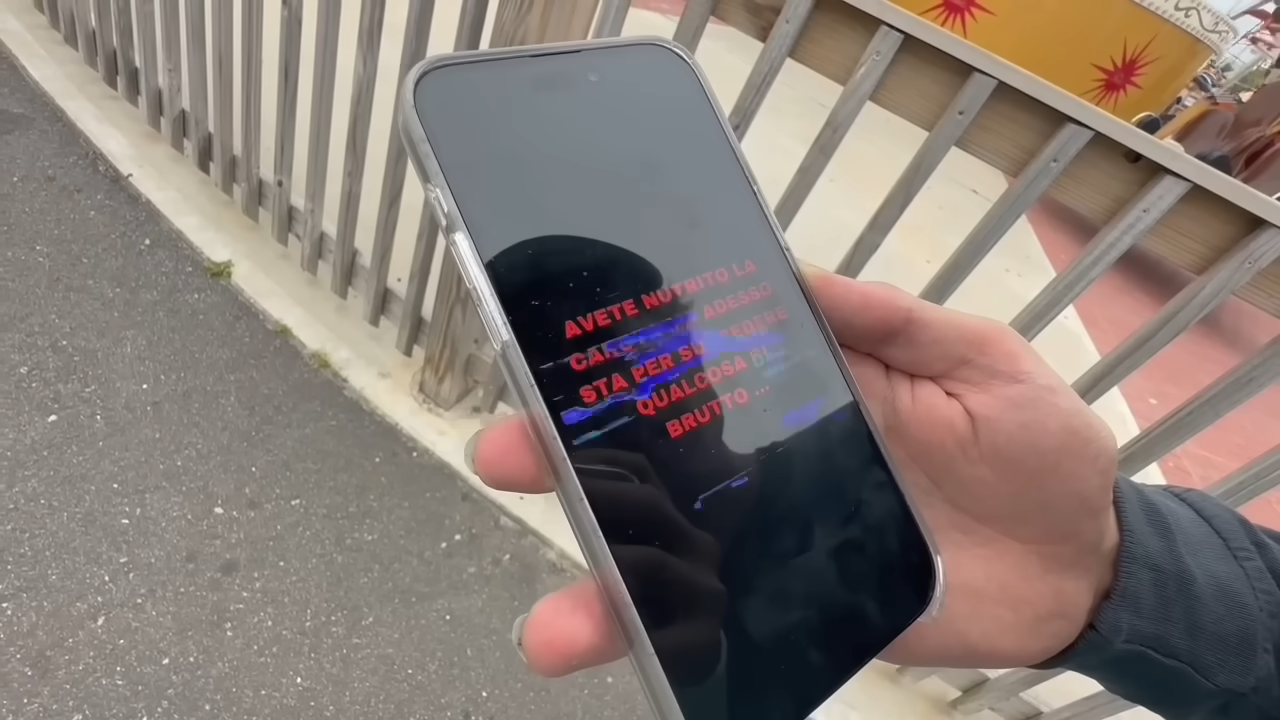 AVETE NUTRITO LA
ADESSO
STA PER
QUALCOSA DI
BRUTTO ...